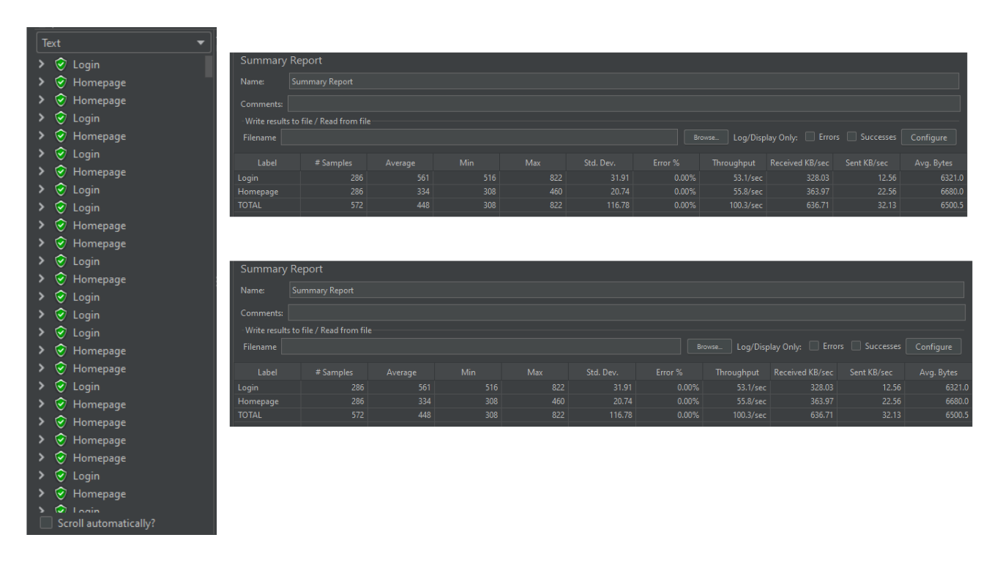 Text
Login
Homepage
Homepage
Login
Homepage
Login
Homepage
Login
Login
Homepage
Homepage
Login
Homepage
Login
Login
Login
Homepage
Homepage
Login
Homepage
Homepage
Homepage
Homepage
Login
Homepage
Login
Scroll automatically?
Summary Report
Name: Summary Report
Comments:
Write results to file / Read from file
Filename Browse... Log/Display Only: Errors Successes Configure
Label # Samples Average Min Max Std. Dev. Error % Throughput Received KB/sec Sent KB/sec Avg. Bytes
Login 286 561 516 822 31.91 0.00% 53.1/sec 328.03 12.56 6321.0
Homepage 286 334 308 460 20.74 0.00% 55.8/sec 363.97 22.56 6680.0
TOTAL 572 448 308 822 116.78 0.00% 100.3/sec 636.71 32.13 6500.5
Summary Report
Name: Summary Report
Comments:
Write results to file / Read from file
Filename Browse... Log/Display Only: Errors Successes Configure
Label # Samples Average Min Max Std. Dev. Error % Throughput Received KB/sec Sent KB/sec Avg. Bytes
Login 286 561 516 822 31.91 0.00% 53.1/sec 328.03 12.56 6321.0
Homepage 286 334 308 460 20.74 0.00% 55.8/sec 363.97 22.56 6680.0
TOTAL 572 448 308 822 116.78 0.00% 100.3/sec 636.71 32.13 6500.5